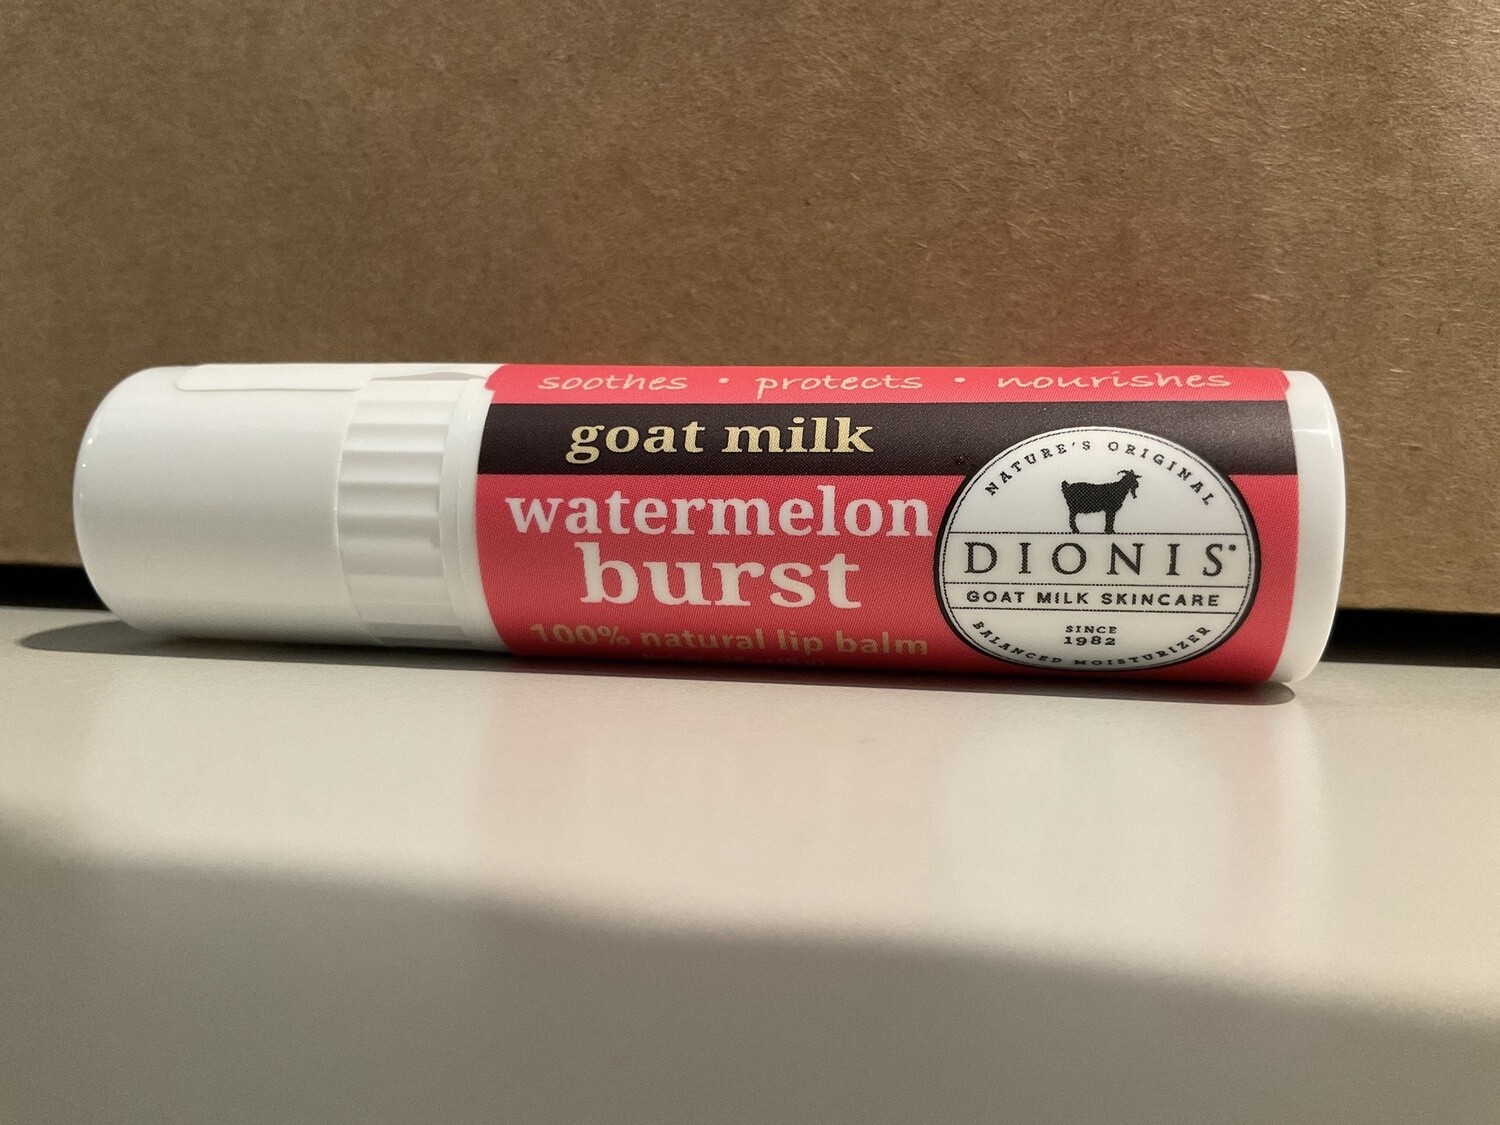 soothes • protects • nourishes
goat milk
watermelon
burst
100% natural lip balm
NATURE'S ORIGINAL
DIONIS
GOAT MILK SKINCARE
SINCE
1982
BALANCED MOISTURIZER